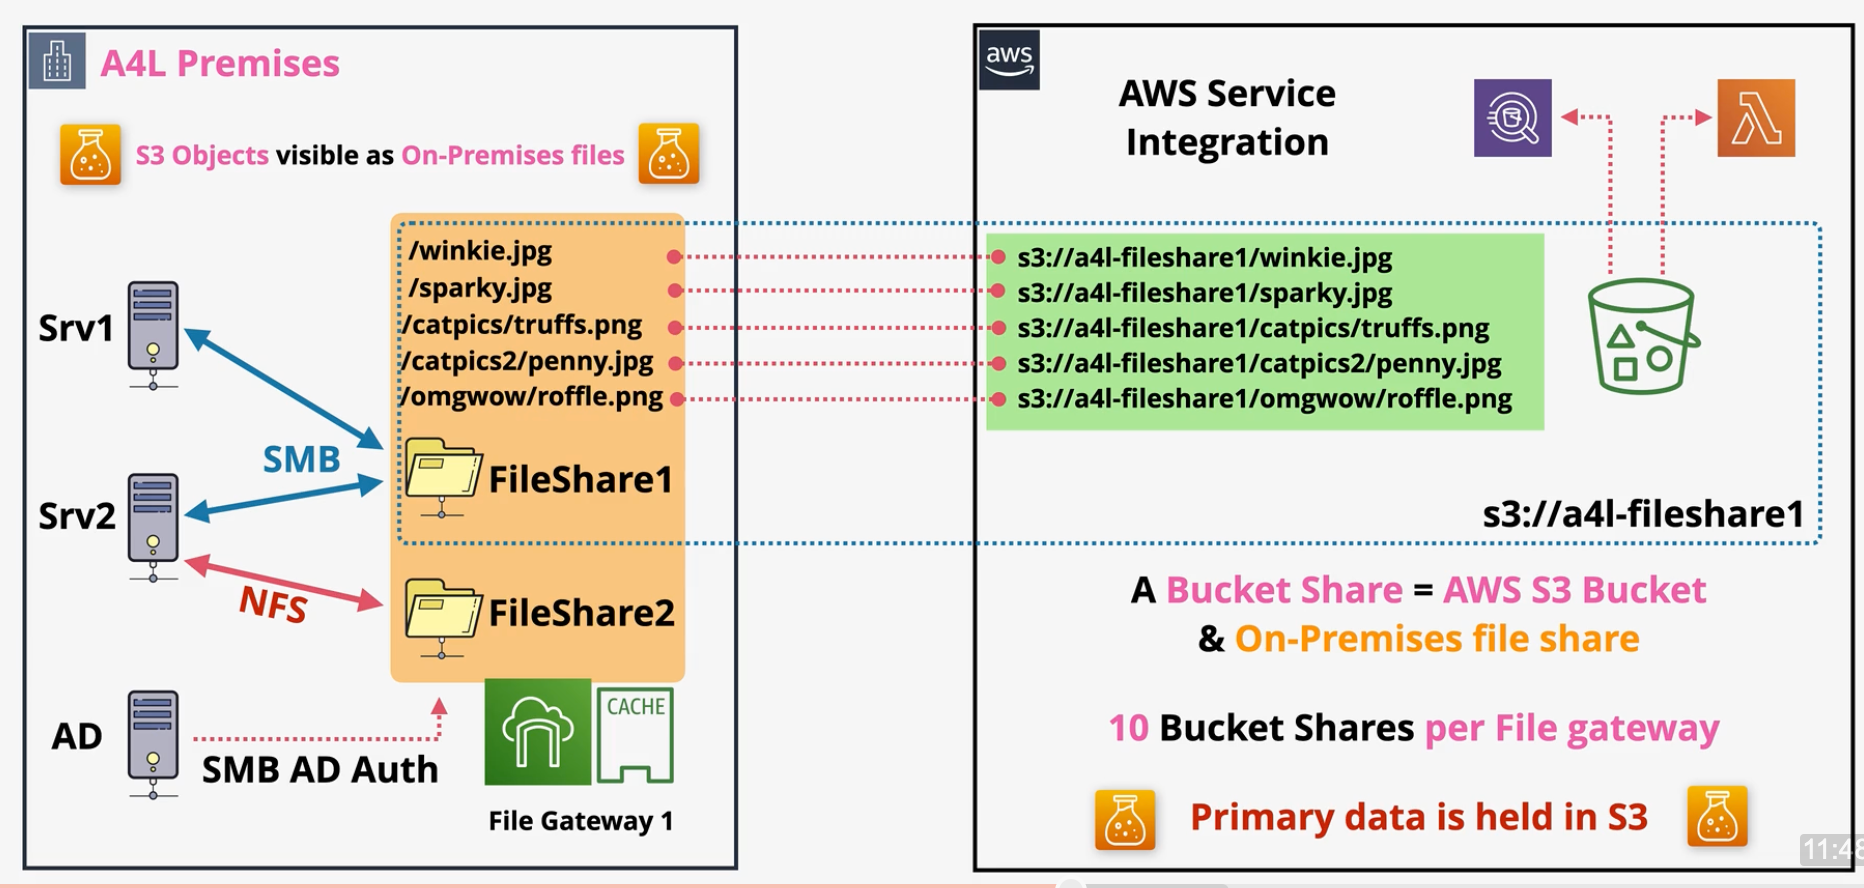 A4L Premises
S3 Objects visible as On-Premises files
/winkie.jpg
/sparky.jpg
/catpics/truffs.png
/catpics2/penny.jpg
/omgwow/roffle.png
Srv1
SMB
FileShare1
Srv2
NFS
FileShare2
AD
SMB AD Auth
CACHE
File Gateway 1
aws
AWS Service
Integration
s3://a4l-fileshare1/winkie.jpg
s3://a4l-fileshare1/sparky.jpg
s3://a4l-fileshare1/catpics/truffs.png
s3://a4l-fileshare1/catpics2/penny.jpg
s3://a4l-fileshare1/omgwow/roffle.png
s3://a4l-fileshare1
A Bucket Share = AWS S3 Bucket
& On-Premises file share
10 Bucket Shares per File gateway
Primary data is held in S3